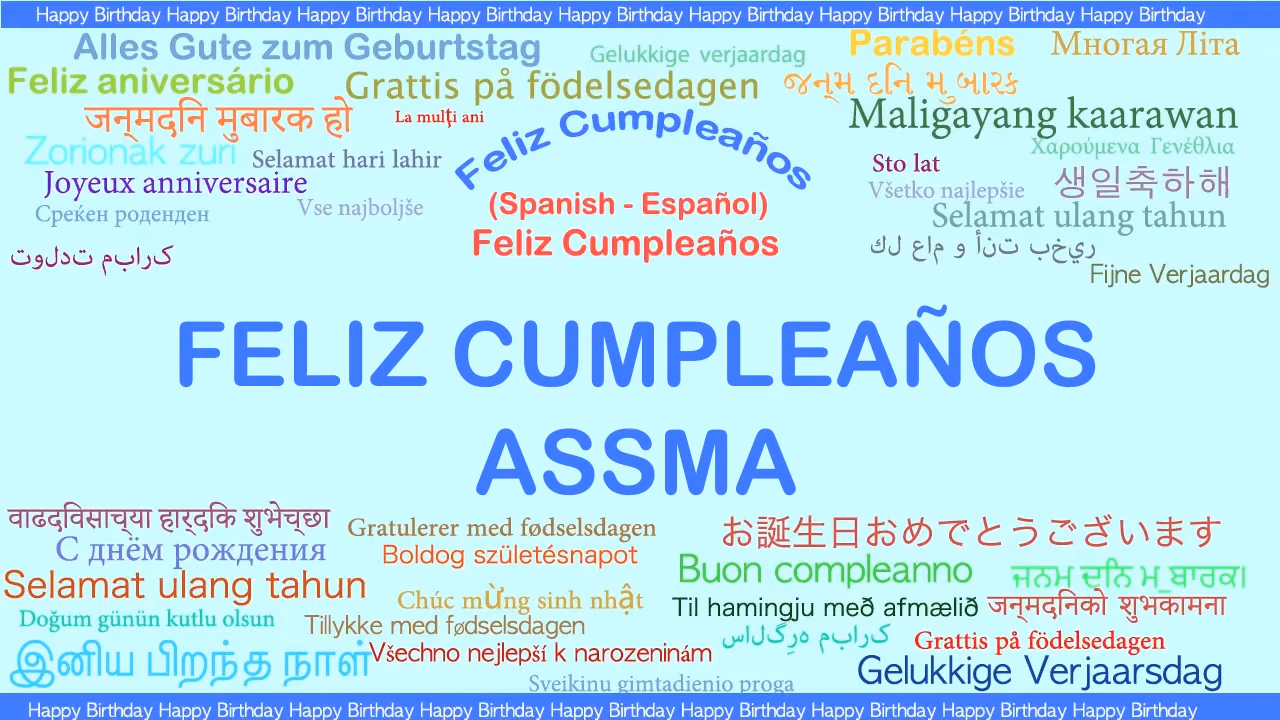 Happy Birthday Happy Birthday Happy Birthday Happy Birthday Happy Birthday Happy Birthday Happy Birthday Happy Birthday Happy Birthday
Alles Gute zum Geburtstag
Gelukkige verjaardag
Parabéns
Многая Літа
Feliz aniversário
Grattis på födelsedagen
જન્મ દિન મુબારક
जन्मदिन मुबारक हो
La mulţi ani
Feliz Cumpleaños
Maligayang kaarawan
Zorionak zuri
Selamat hari lahir
Sto lat
Χαρούμενα Γενέθλια
Joyeux anniversaire
Všetko najlepšie
생일축하해
Среќен роденден
Vse najboljše
(Spanish - Español)
Selamat ulang tahun
تولدت مبارک
Feliz Cumpleaños
كل عام و أنت بخير
Fijne Verjaardag
FELIZ CUMPLEAÑOS
ASSMA
वाढदिवसाच्या हार्दिक शुभेच्छा
Gratulerer med fødselsdagen
お誕生日おめでとうございます
С днём рождения
Boldog születésnapot
Buon compleanno
ਜਨਮ ਦਿਨ ਮੁਬਾਰਕ।
Selamat ulang tahun
Chúc mừng sinh nhật
Til hamingju með afmælið
जन्मदिनको शुभकामना
Doğum günün kutlu olsun
Tillykke med fødselsdagen
سالگرہ مبارک
Grattis på födelsedagen
இனிய பிறந்த நாள்
Všechno nejlepší k narozeninám
Gelukkige Verjaarsdag
Sveikinu gimtadienio proga
Happy Birthday Happy Birthday Happy Birthday Happy Birthday Happy Birthday Happy Birthday Happy Birthday Happy Birthday Happy Birthday